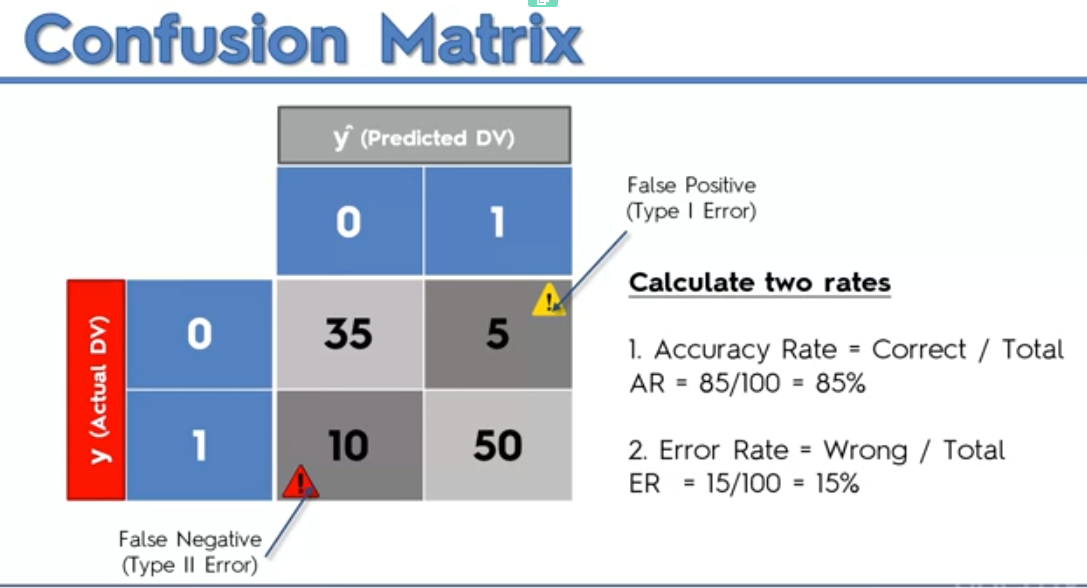 Confusion Matrix
ŷ (Predicted DV)
0 1
False Positive
(Type I Error)
Calculate two rates
y (Actual DV)
0 35 5
1. Accuracy Rate = Correct / Total
AR = 85/100 = 85%
1 10 50
2. Error Rate = Wrong / Total
ER = 15/100 = 15%
False Negative
(Type II Error)